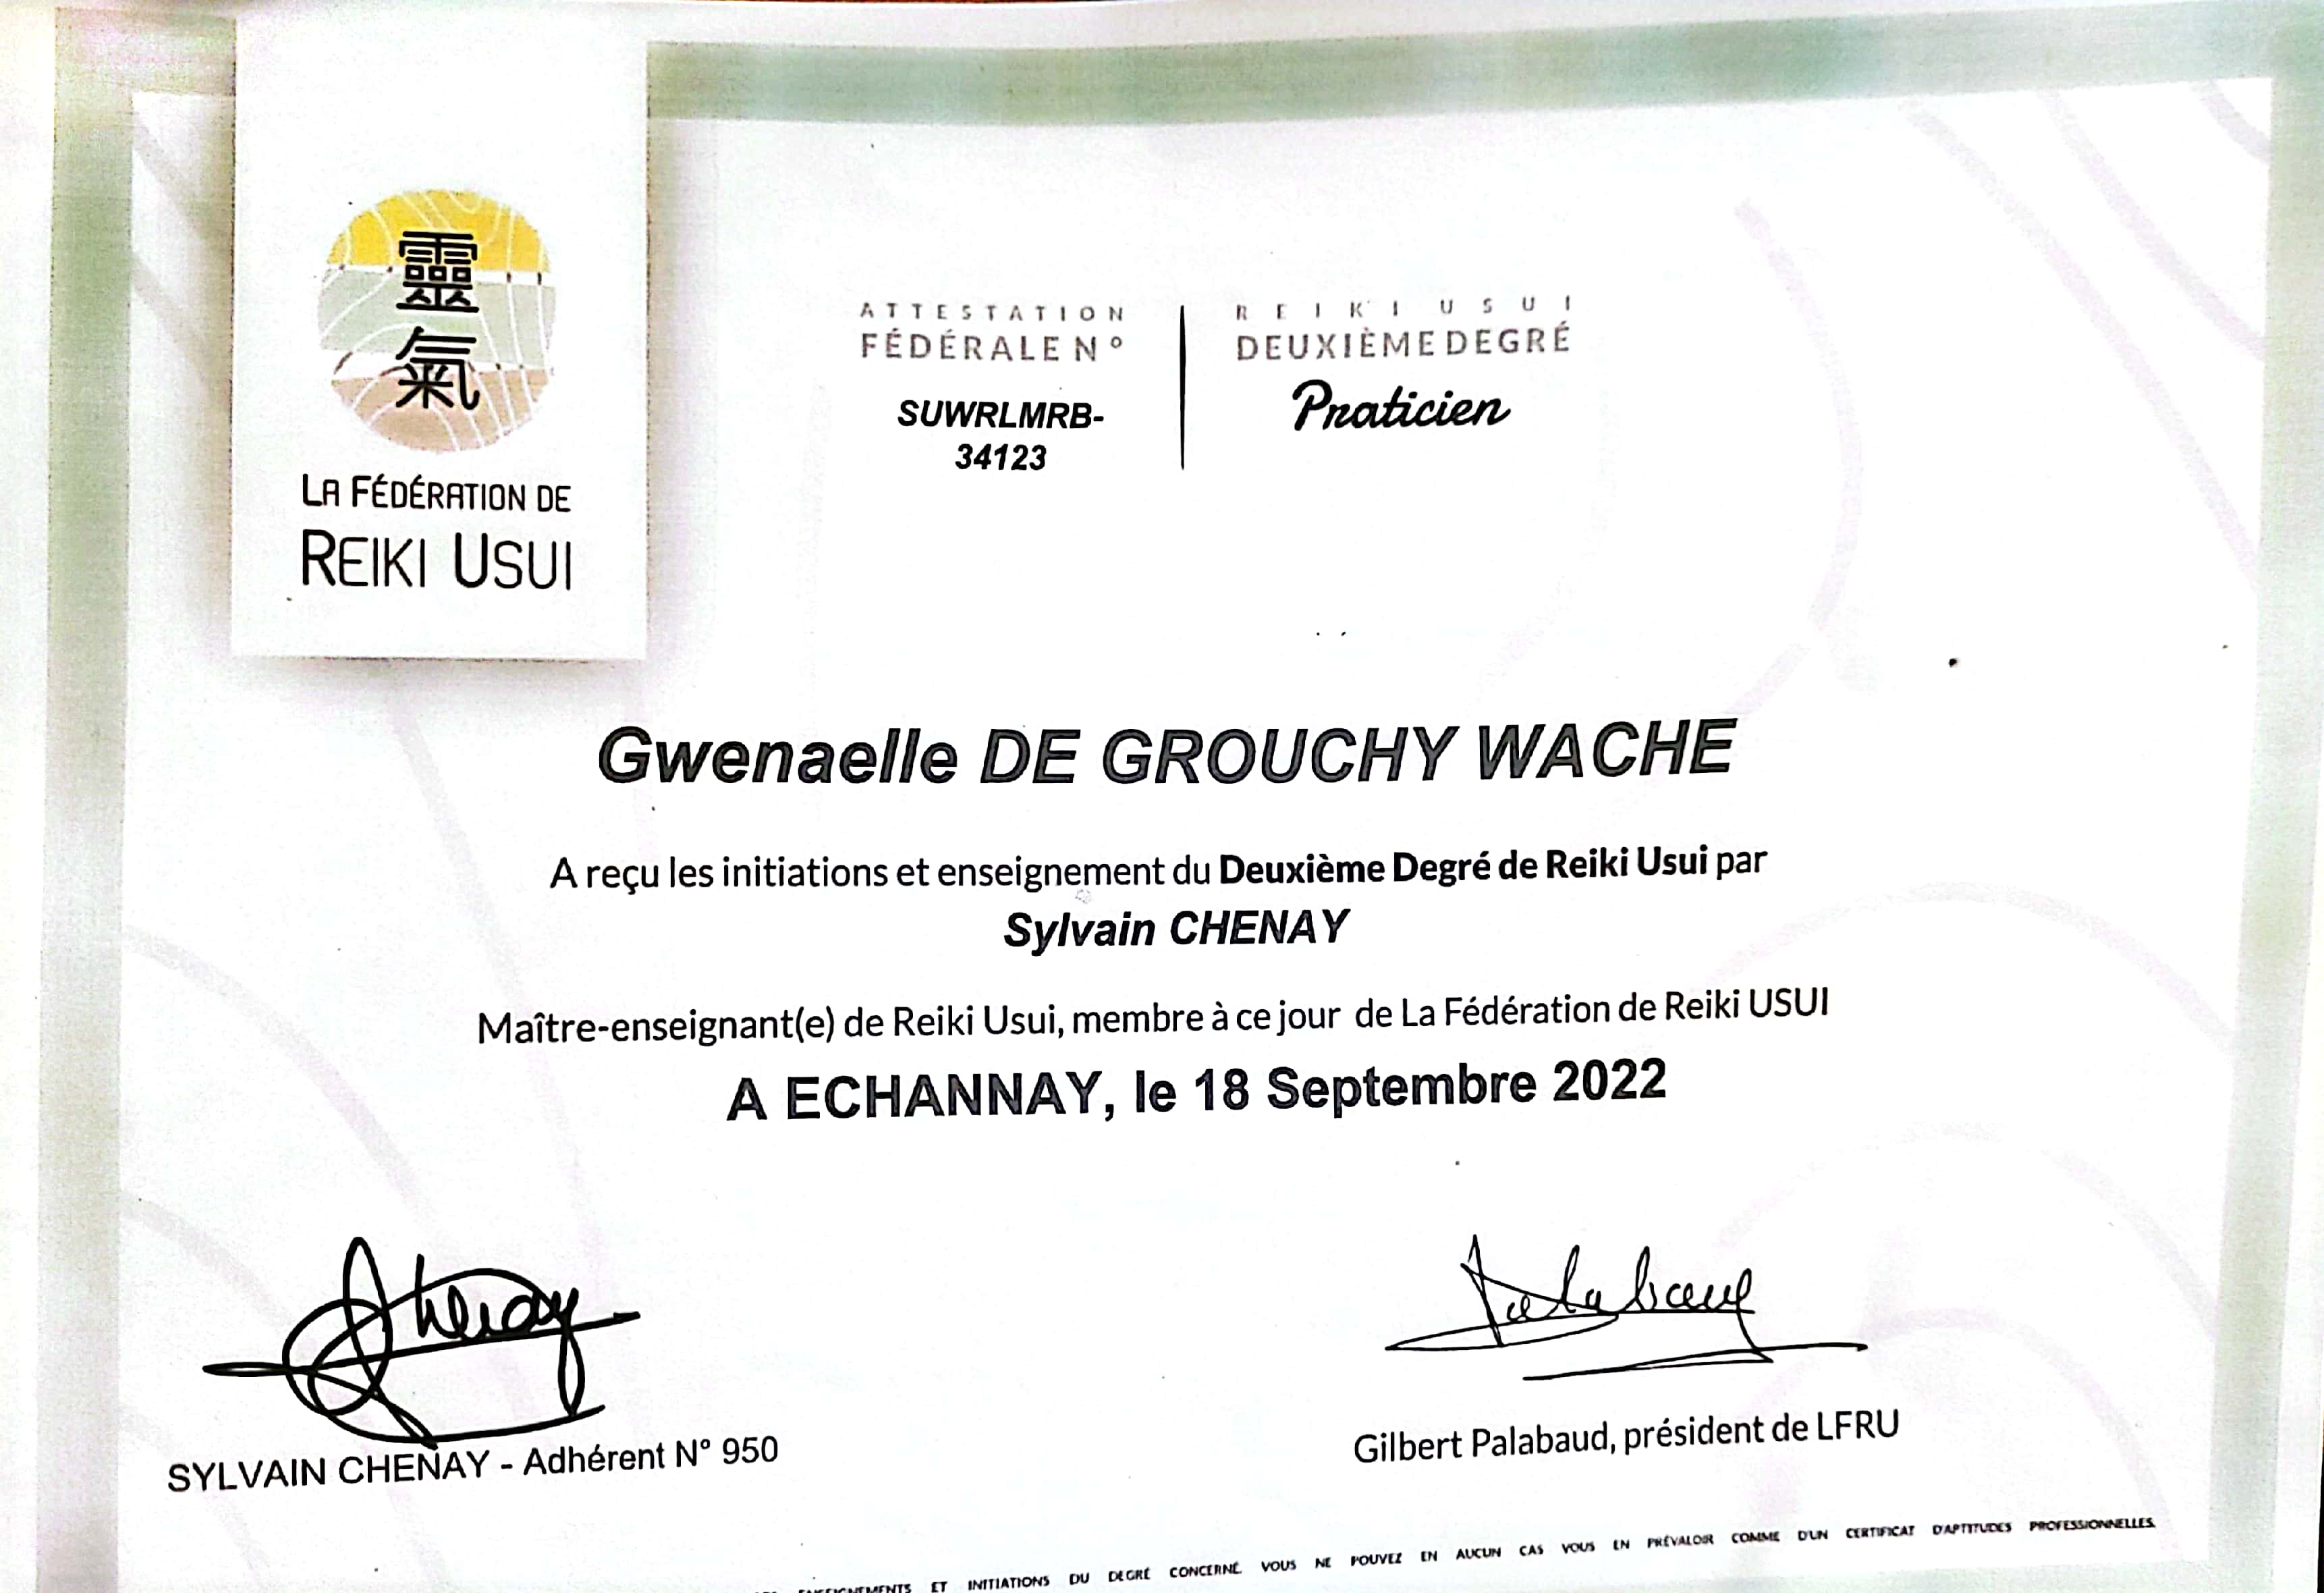 靈
氣
LA FÉDÉRATION DE
REIKI USUI
ATTESTATION
FÉDÉRALE N°
SUWRLMRB-
34123
REIKI USUI
DEUXIÈME DEGRÉ
Praticien
Gwenaelle DE GROUCHY WACHE
A reçu les initiations et enseignement du Deuxième Degré de Reiki Usui par
Sylvain CHENAY
Maître-enseignant(e) de Reiki Usui, membre à ce jour de La Fédération de Reiki USUI
A ECHANNAY, le 18 Septembre 2022
Chenay
Palabaud
SYLVAIN CHENAY - Adhérent N° 950
Gilbert Palabaud, président de LFRU
ENSEIGNEMENTS ET INITIATIONS DU DEGRÉ CONCERNÉ. VOUS NE POUVEZ EN AUCUN CAS VOUS EN PRÉVALOIR COMME D'UN CERTIFICAT D'APTITUDES PROFESSIONNELLES.